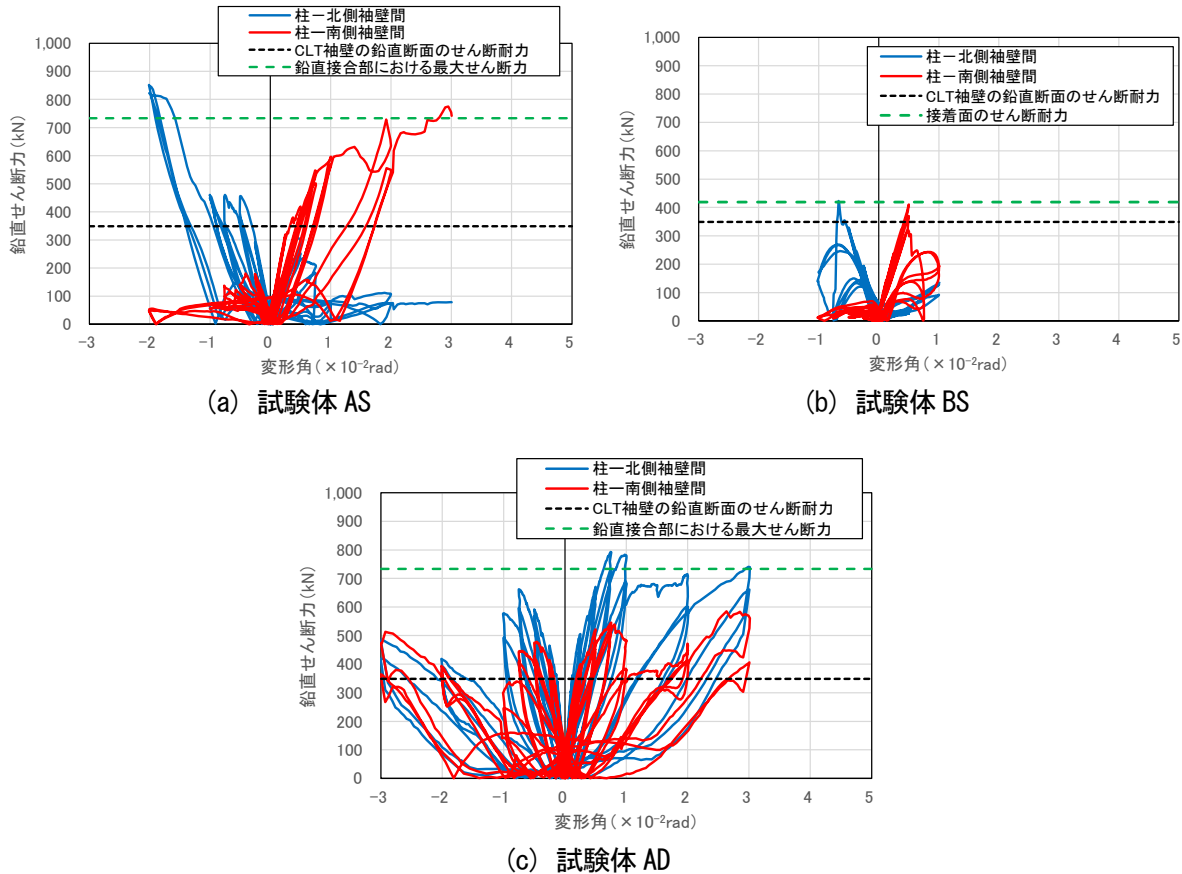 柱－北側袖壁間
柱－南側袖壁間
CLT袖壁の鉛直断面のせん断耐力
鉛直接合部における最大せん断力
1,000
900
800
700
600
500
400
300
200
100
0
鉛直せん断力(kN)
-3 -2 -1 0 1 2 3 4 5
変形角(×10⁻²rad)
(a) 試験体 AS
柱－北側袖壁間
柱－南側袖壁間
CLT袖壁の鉛直断面のせん断耐力
接着面のせん断耐力
1,000
900
800
700
600
500
400
300
200
100
0
鉛直せん断力(kN)
-3 -2 -1 0 1 2 3 4 5
変形角(×10⁻²rad)
(b) 試験体 BS
柱－北側袖壁間
柱－南側袖壁間
CLT袖壁の鉛直断面のせん断耐力
鉛直接合部における最大せん断力
1,000
900
800
700
600
500
400
300
200
100
0
鉛直せん断力(kN)
-3 -2 -1 0 1 2 3 4 5
変形角(×10⁻²rad)
(c) 試験体 AD